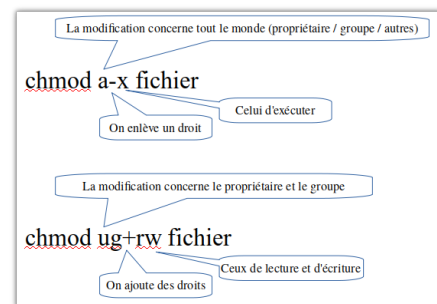 La modification concerne tout le monde (propriétaire / groupe / autres)
chmod a-x fichier
Celui d'exécuter
On enlève un droit
La modification concerne le propriétaire et le groupe
chmod ug+rw fichier
Ceux de lecture et d'écriture
On ajoute des droits